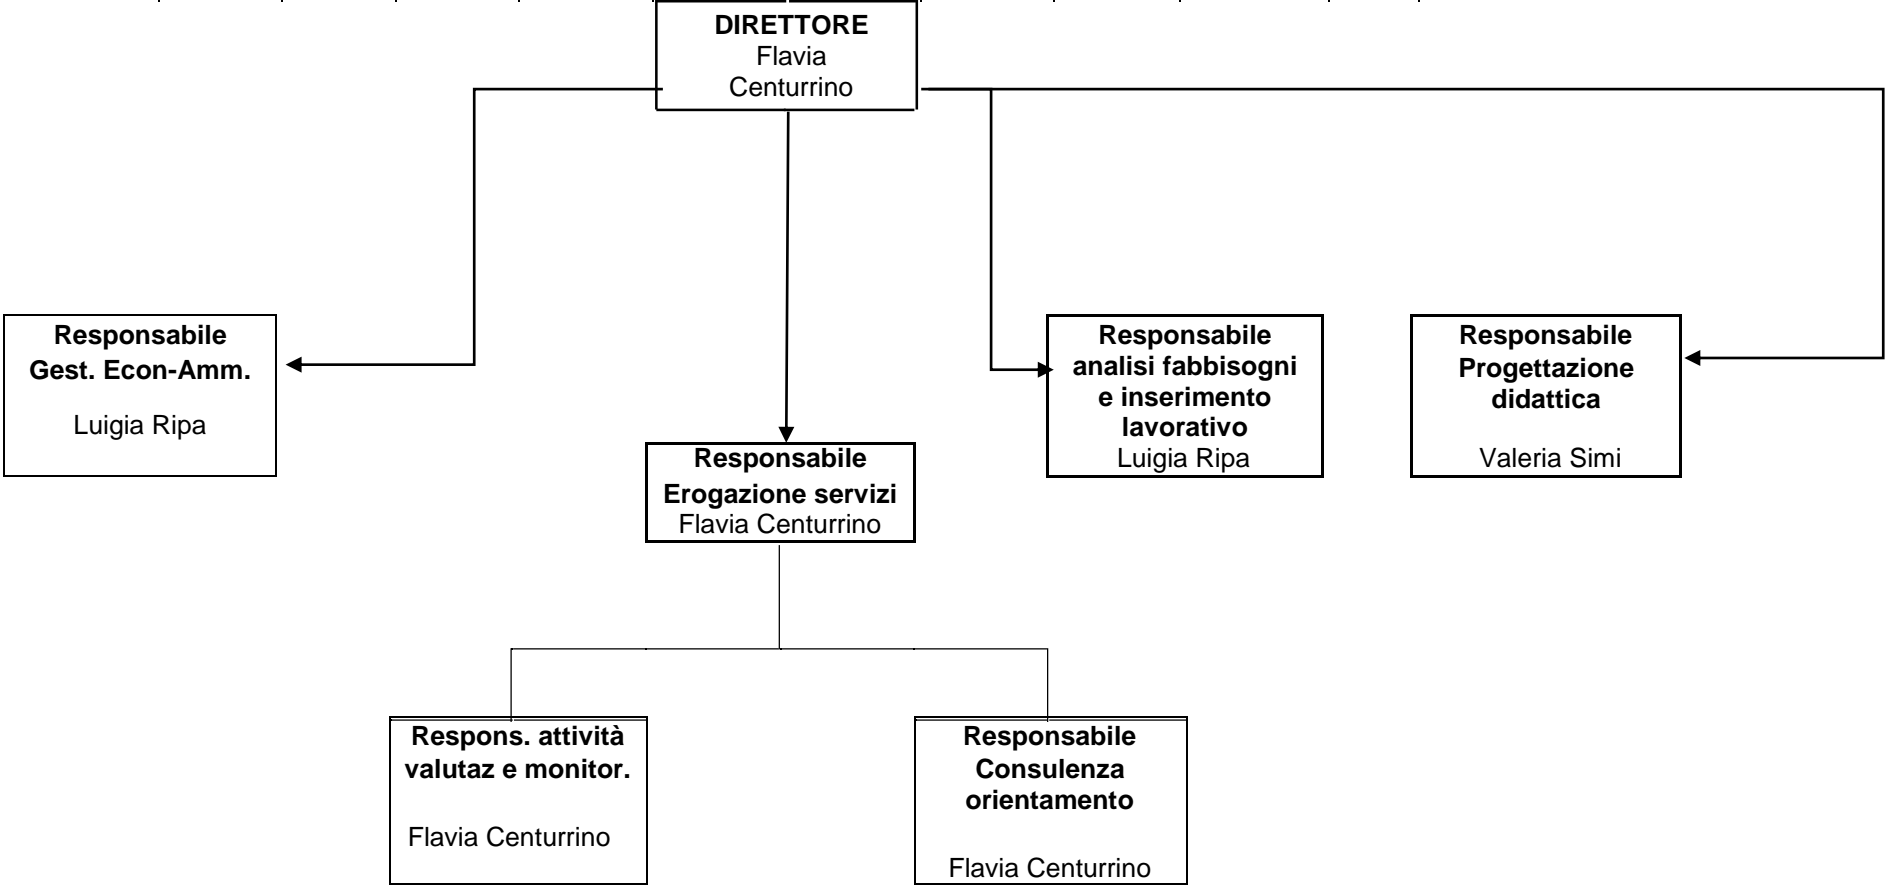 DIRETTORE
Flavia
Centurrino
Responsabile
Gest. Econ-Amm.
Luigia Ripa
Responsabile
Erogazione servizi
Flavia Centurrino
Responsabile
analisi fabbisogni
e inserimento
lavorativo
Luigia Ripa
Responsabile
Progettazione
didattica
Valeria Simi
Respons. attività
valutaz e monitor.
Flavia Centurrino
Responsabile
Consulenza
orientamento
Flavia Centurrino